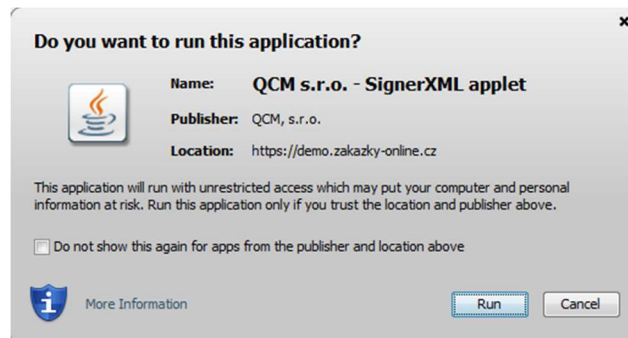 Do you want to run this application?
Name: QCM s.r.o. - SignerXML applet
Publisher: QCM, s.r.o.
Location: https://demo.zakazky-online.cz
This application will run with unrestricted access which may put your computer and personal
information at risk. Run this application only if you trust the location and publisher above.
Do not show this again for apps from the publisher and location above
More Information
Run Cancel